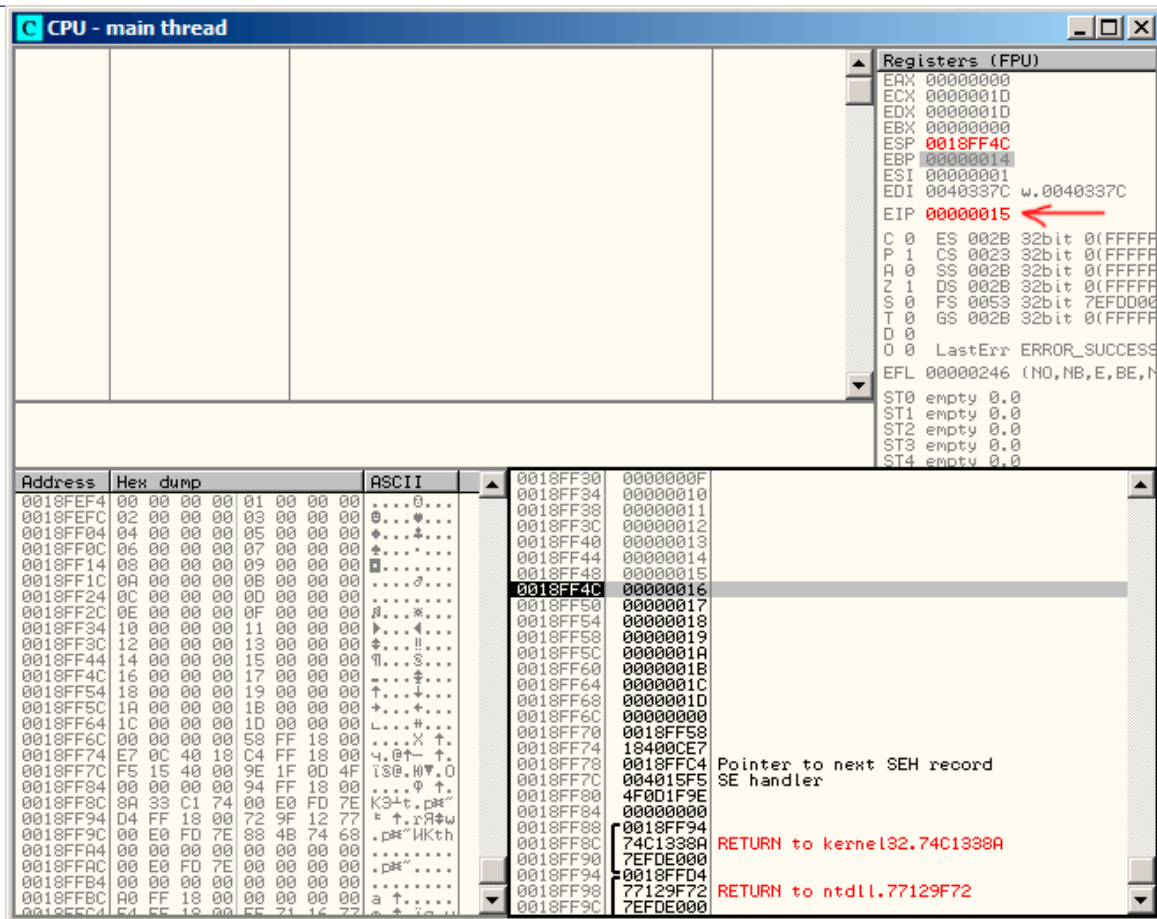 C CPU - main thread
Registers (FPU)
EAX 00000000
ECX 0000001D
EDX 0000001D
EBX 00000000
ESP 0018FF4C
EBP 00000014
ESI 00000001
EDI 0040337C w.0040337C
EIP 00000015
C 0 ES 002B 32bit 0(FFFFF
P 1 CS 0023 32bit 0(FFFFF
A 0 SS 002B 32bit 0(FFFFF
Z 1 DS 002B 32bit 0(FFFFF
S 0 FS 0053 32bit 7EFDD00
T 0 GS 002B 32bit 0(FFFFF
D 0
O 0 LastErr ERROR_SUCCESS
EFL 00000246 (NO,NB,E,BE,N
ST0 empty 0.0
ST1 empty 0.0
ST2 empty 0.0
ST3 empty 0.0
ST4 empty 0.0
Address Hex dump ASCII
0018FEF4 00 00 00 00 01 00 00 00
0018FEFC 02 00 00 00 03 00 00 00
0018FF04 04 00 00 00 05 00 00 00
0018FF0C 06 00 00 00 07 00 00 00
0018FF14 08 00 00 00 09 00 00 00
0018FF1C 0A 00 00 00 0B 00 00 00
0018FF24 0C 00 00 00 0D 00 00 00
0018FF2C 0E 00 00 00 0F 00 00 00
0018FF34 10 00 00 00 11 00 00 00
0018FF3C 12 00 00 00 13 00 00 00
0018FF44 14 00 00 00 15 00 00 00
0018FF4C 16 00 00 00 17 00 00 00
0018FF54 18 00 00 00 19 00 00 00
0018FF5C 1A 00 00 00 1B 00 00 00
0018FF64 1C 00 00 00 1D 00 00 00
0018FF6C 00 00 00 00 58 FF 18 00
0018FF74 E7 0C 40 18 C4 FF 18 00
0018FF7C F5 15 40 00 9E 1F 0D 4F
0018FF84 00 00 00 00 94 FF 18 00
0018FF8C 8A 33 C1 74 00 E0 FD 7E
0018FF94 D4 FF 18 00 72 9F 12 77
0018FF9C 00 E0 FD 7E 88 4B 74 68
0018FFA4 00 00 00 00 00 00 00 00
0018FFAC 00 E0 FD 7E 00 00 00 00
0018FFB4 00 00 00 00 00 00 00 00
0018FFBC A0 FF 18 00 00 00 00 00
0018FF30 0000000F
0018FF34 00000010
0018FF38 00000011
0018FF3C 00000012
0018FF40 00000013
0018FF44 00000014
0018FF48 00000015
0018FF4C 00000016
0018FF50 00000017
0018FF54 00000018
0018FF58 00000019
0018FF5C 0000001A
0018FF60 0000001B
0018FF64 0000001C
0018FF68 0000001D
0018FF6C 00000000
0018FF70 0018FF58
0018FF74 18400CE7
0018FF78 0018FFC4 Pointer to next SEH record
0018FF7C 004015F5 SE handler
0018FF80 4F0D1F9E
0018FF84 00000000
0018FF88 0018FF94
0018FF8C 74C1338A RETURN to kernel32.74C1338A
0018FF90 7EFDE000
0018FF94 0018FFD4
0018FF98 77129F72 RETURN to ntdll.77129F72
0018FF9C 7EFDE000